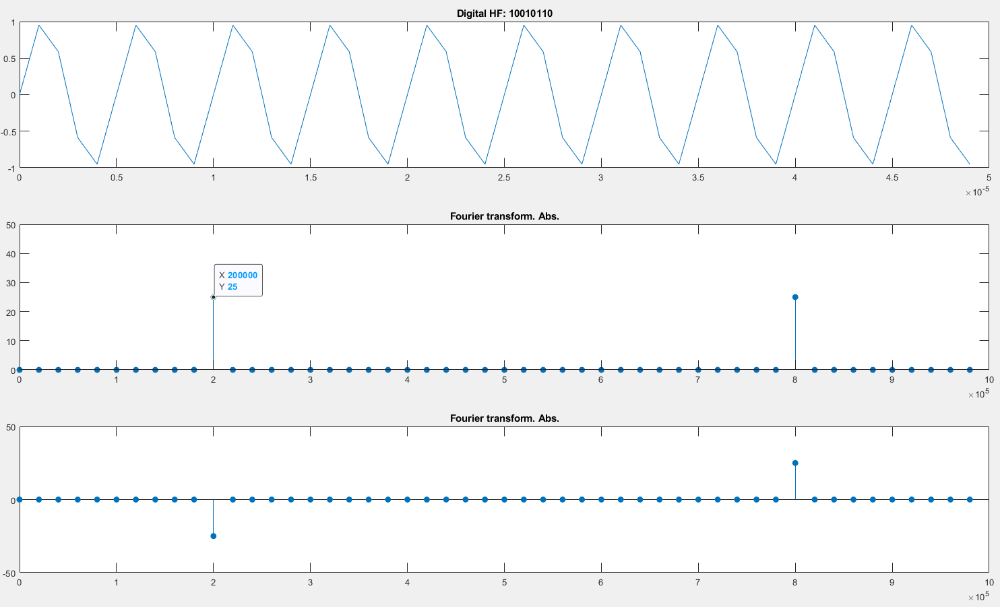 Digital HF: 10010110
1
0.5
0
-0.5
-1
0 0.5 1 1.5 2 2.5 3 3.5 4 4.5 5
×10-5
Fourier transform. Abs.
50
40
30
20
10
0
X 200000
Y 25
0 1 2 3 4 5 6 7 8 9 10
×105
Fourier transform. Abs.
50
0
-50
0 1 2 3 4 5 6 7 8 9 10
×105